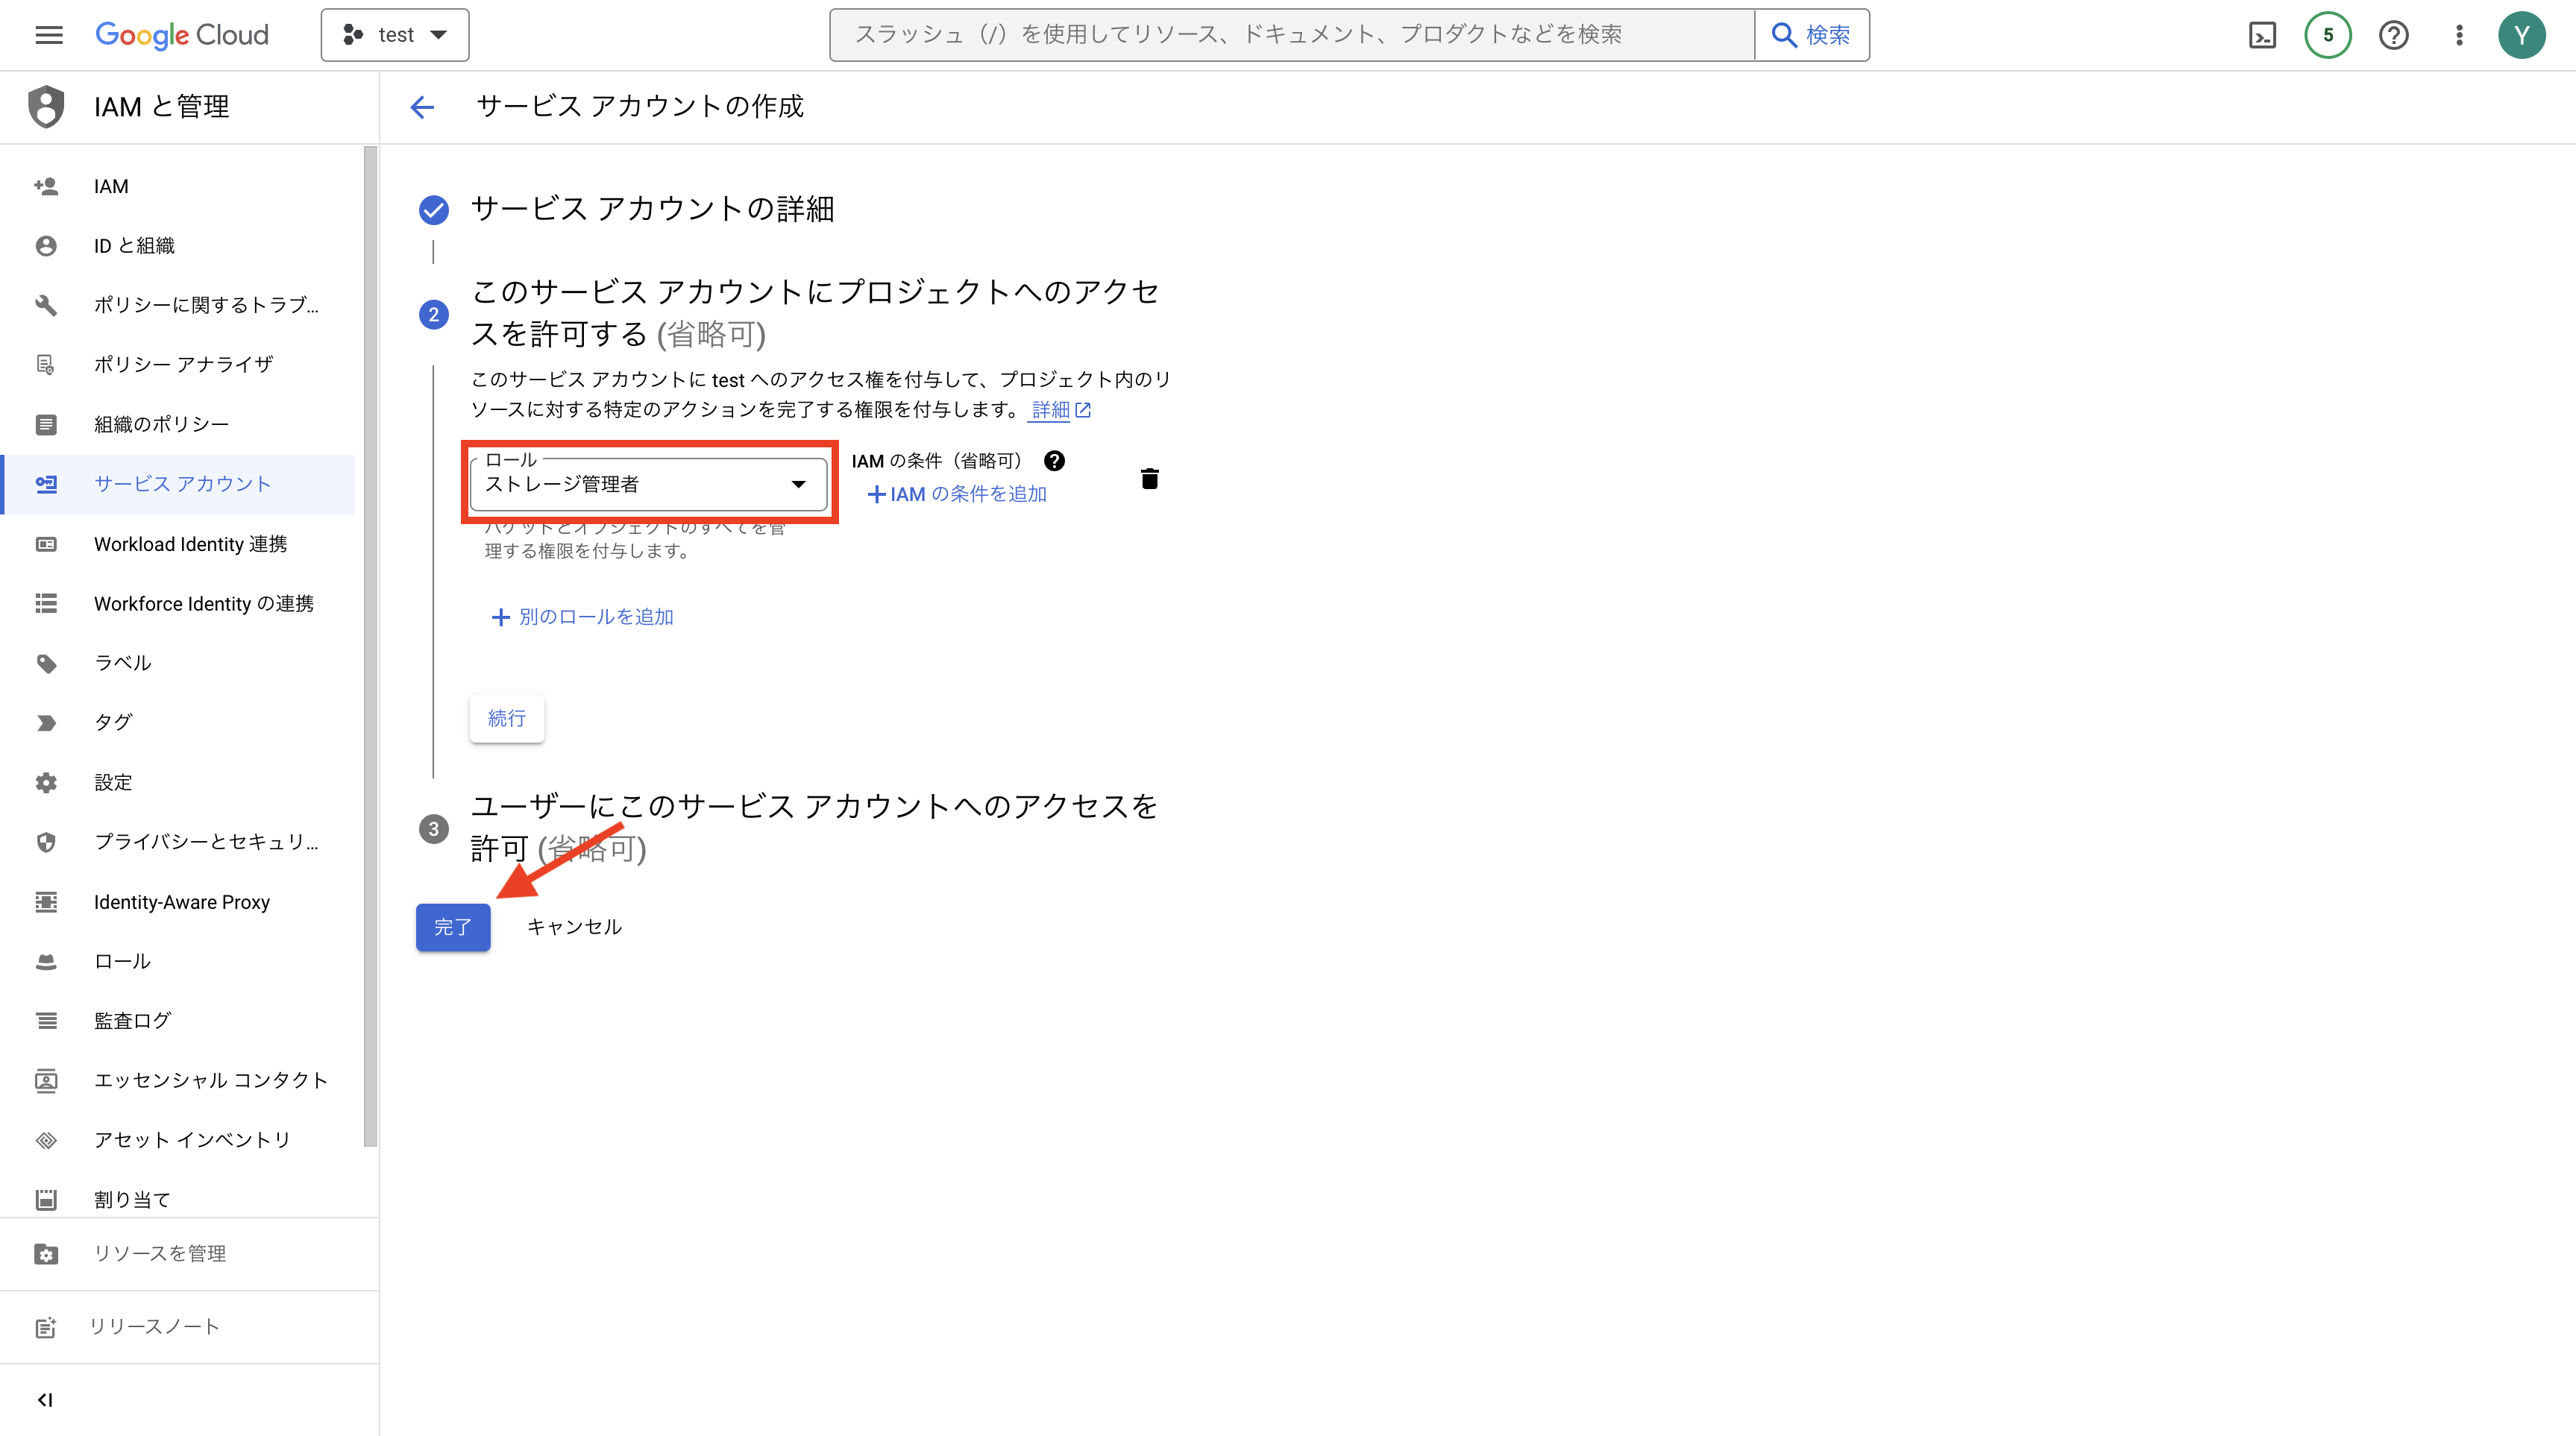 Google Cloud
test
スラッシュ（/）を使用してリソース、ドキュメント、プロダクトなどを検索
検索
5
Y
IAM と管理
サービス アカウントの作成
IAM
ID と組織
ポリシーに関するトラブ...
ポリシー アナライザ
組織のポリシー
サービス アカウント
Workload Identity 連携
Workforce Identity の連携
ラベル
タグ
設定
プライバシーとセキュリ...
Identity-Aware Proxy
ロール
監査ログ
エッセンシャル コンタクト
アセット インベントリ
割り当て
リソースを管理
リリースノート
サービス アカウントの詳細
2
このサービス アカウントにプロジェクトへのアクセ
スを許可する (省略可)
このサービス アカウントに test へのアクセス権を付与して、プロジェクト内のリ
ソースに対する特定のアクションを完了する権限を付与します。 詳細
ロール
ストレージ管理者
IAM の条件（省略可）
IAM の条件を追加
バケットとオブジェクトのすべてを管
理する権限を付与します。
別のロールを追加
続行
3
ユーザーにこのサービス アカウントへのアクセスを
許可 (省略可)
完了
キャンセル